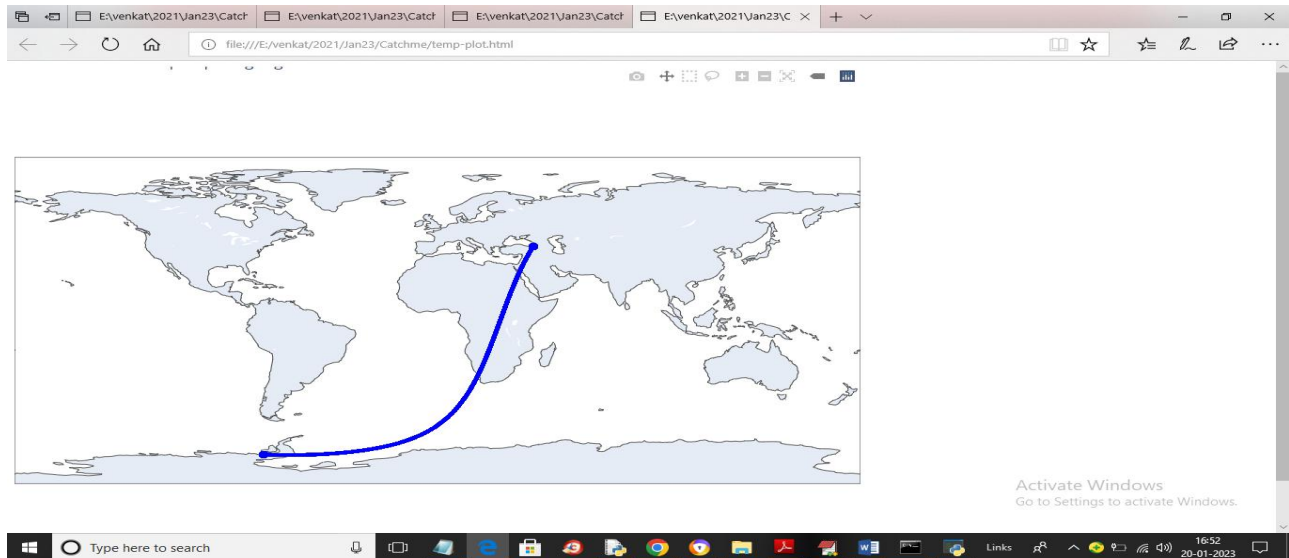 E:\venkat\2021\Jan23\Catch E:\venkat\2021\Jan23\Catch E:\venkat\2021\Jan23\Catch E:\venkat\2021\Jan23\C
file:///E:/venkat/2021/Jan23/Catchme/temp-plot.html
Activate Windows
Go to Settings to activate Windows.
Type here to search Links 16:52
20-01-2023